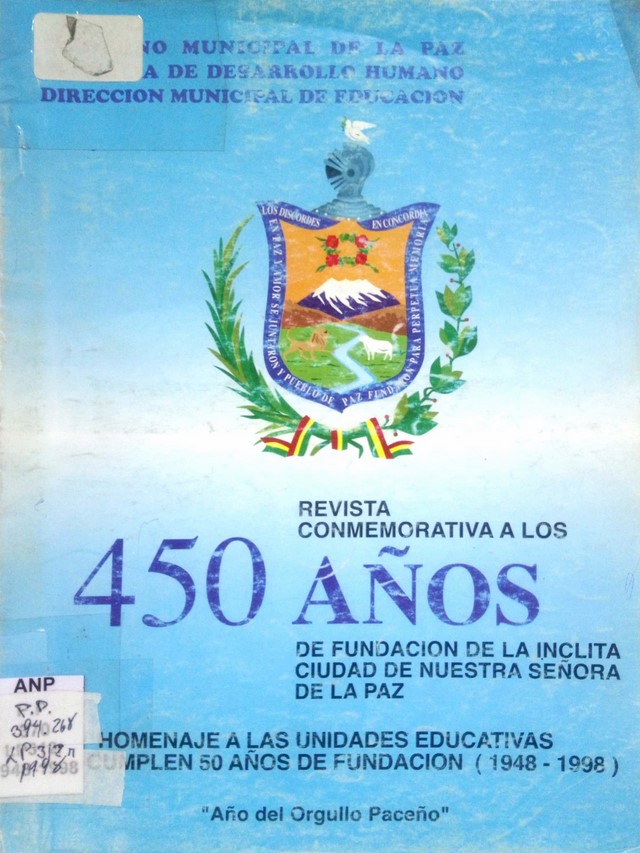 NO MUNICIPAL DE LA PAZ
A DE DESARROLLO HUMANO
DIRECCION MUNICIPAL DE EDUCACION
LOS DISCORDES EN CONCORDIA
EN PAZ Y AMOR SE JUNTARON Y PUEBLO DE PAZ FUNDARON PARA PERPETUA MEMORIA
REVISTA
CONMEMORATIVA A LOS
450 AÑOS
DE FUNDACION DE LA INCLITA
CIUDAD DE NUESTRA SEÑORA
DE LA PAZ
ANP
P.P.
HOMENAJE A LAS UNIDADES EDUCATIVAS
CUMPLEN 50 AÑOS DE FUNDACION ( 1948 - 1998 )
"Año del Orgullo Paceño"